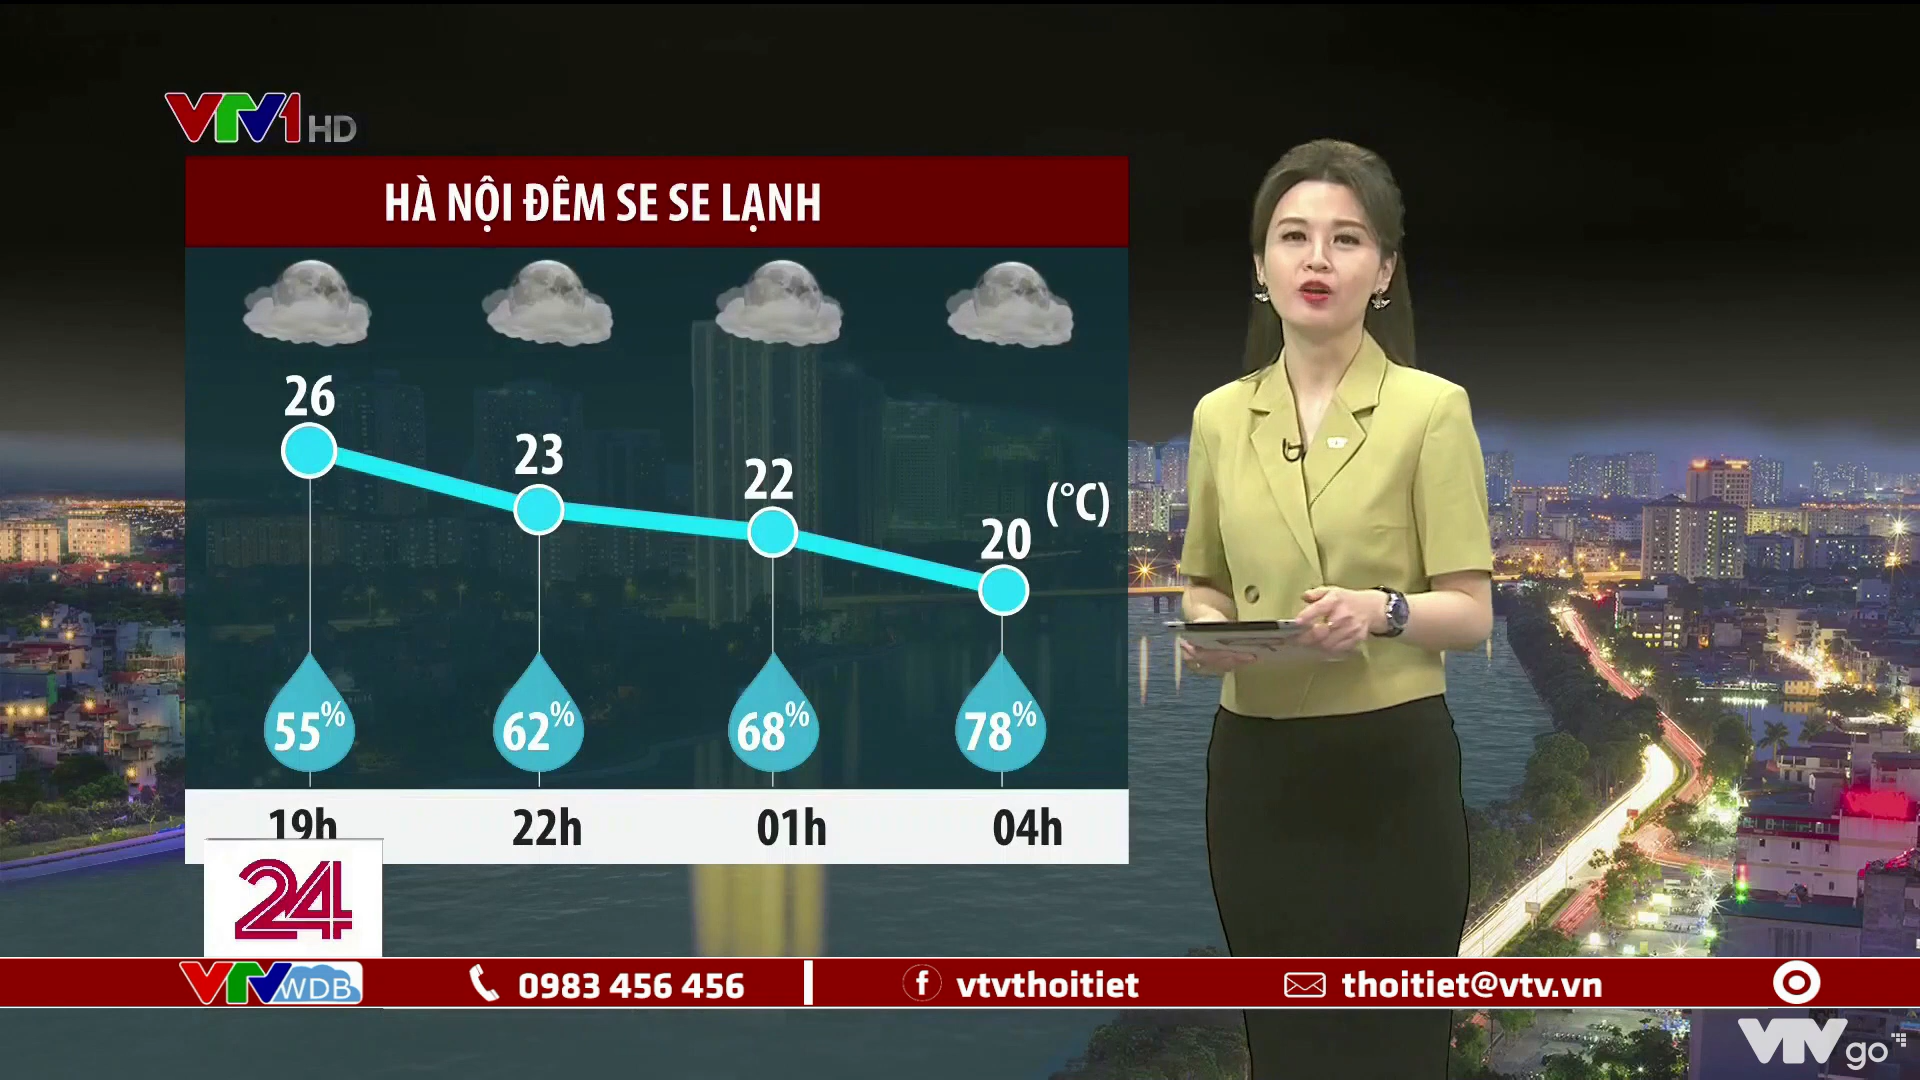 VTV1 HD
HÀ NỘI ĐÊM SE SE LẠNH
26
23
22
20
(°C)
55%
62%
68%
78%
19h
22h
01h
04h
24
VTV WDB
0983 456 456
f
vtvthoitiet
thoitiet@vtv.vn
VTV go